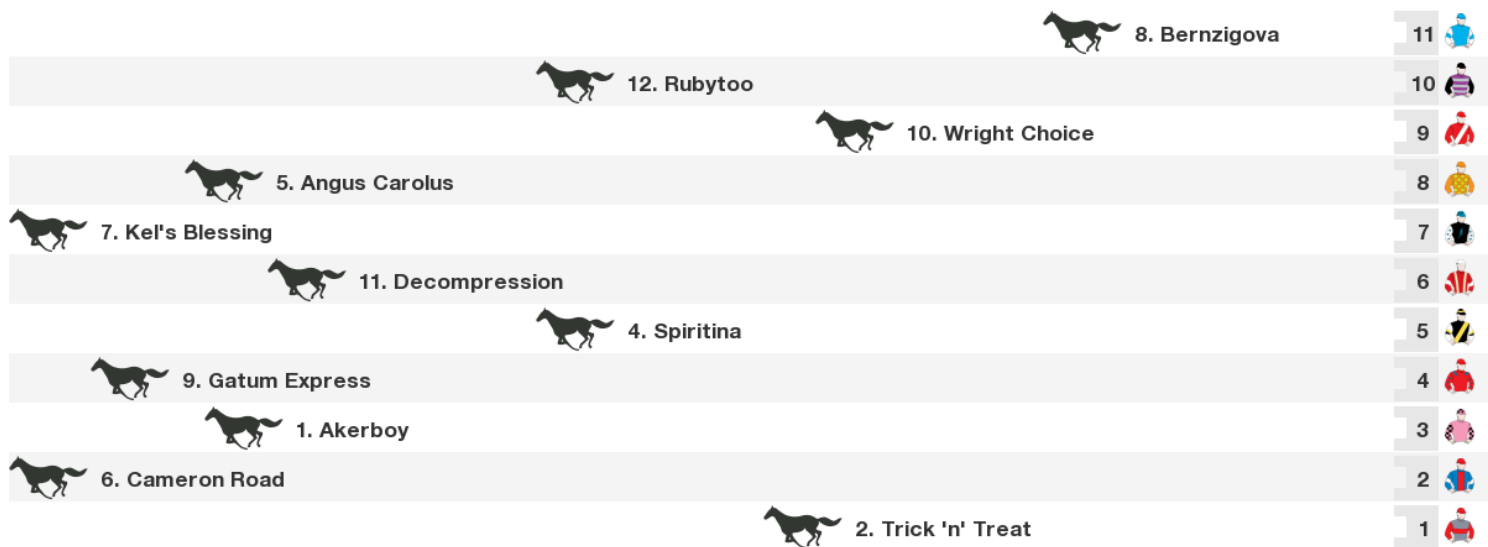 8. Bernzigova 11
12. Rubytoo 10
10. Wright Choice 9
5. Angus Carolus 8
7. Kel's Blessing 7
11. Decompression 6
4. Spiritina 5
9. Gatum Express 4
1. Akerboy 3
6. Cameron Road 2
2. Trick 'n' Treat 1